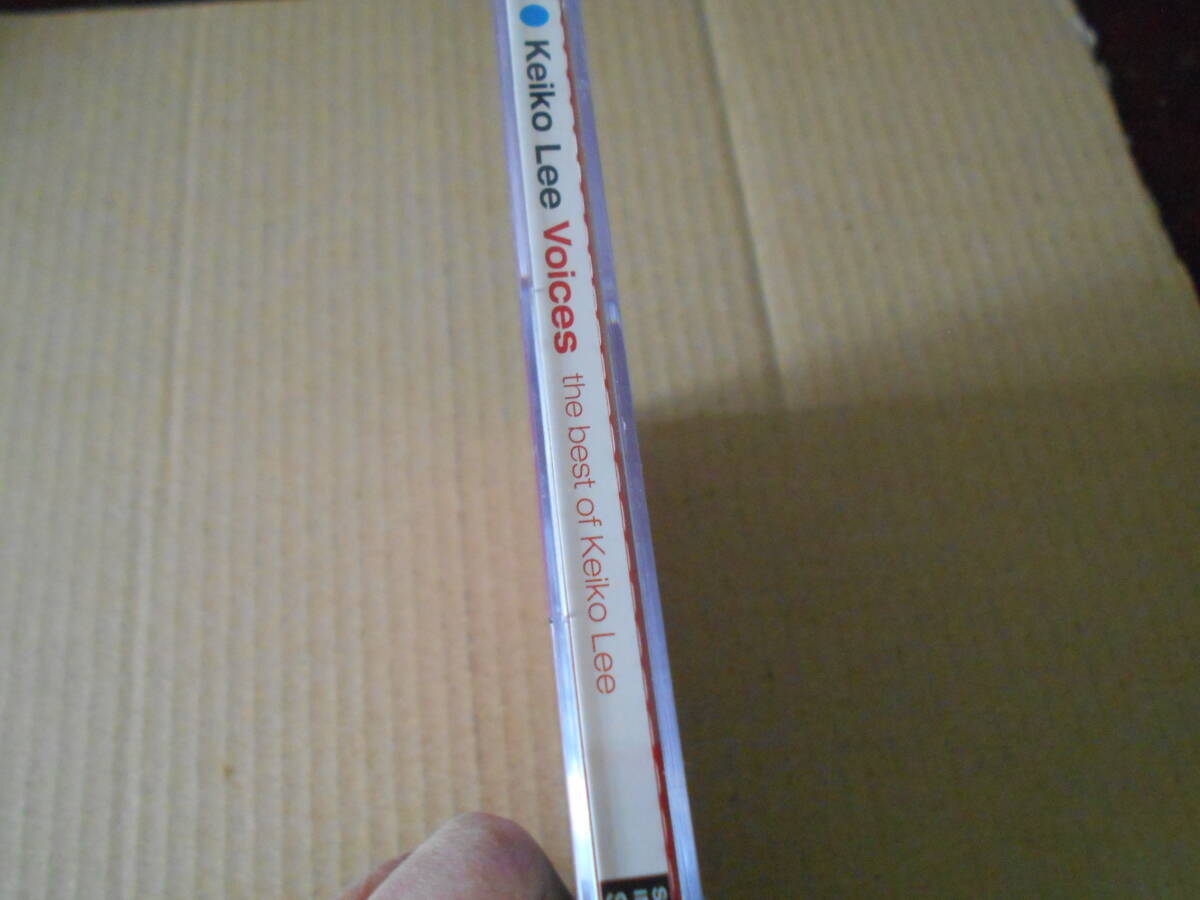 Keiko Lee Voices the best of Keiko Lee